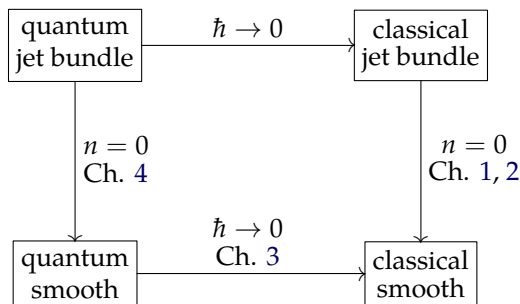 quantum
jet bundle
ℏ → 0
classical
jet bundle
n = 0
Ch. 4
n = 0
Ch. 1, 2
quantum
smooth
ℏ → 0
Ch. 3
classical
smooth